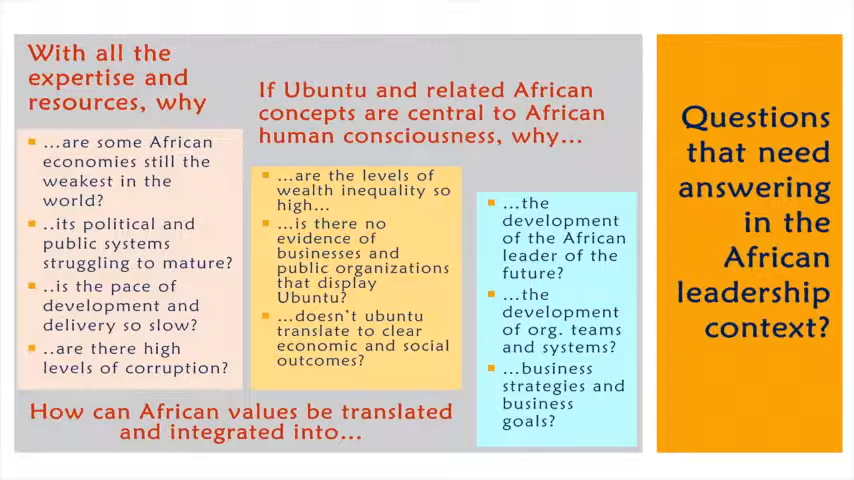 With all the
expertise and
resources, why
…are some African
economies still the
weakest in the
world?
..its political and
public systems
struggling to mature?
..is the pace of
development and
delivery so slow?
..are there high
levels of corruption?
If Ubuntu and related African
concepts are central to African
human consciousness, why…
…are the levels of
wealth inequality so
high…
…is there no
evidence of
businesses and
public organizations
that display
Ubuntu?
…doesn't ubuntu
translate to clear
economic and social
outcomes?
How can African values be translated
and integrated into…
…the
development
of the African
leader of the
future?
…the
development
of org. teams
and systems?
…business
strategies and
business
goals?
Questions
that need
answering
in the
African
leadership
context?